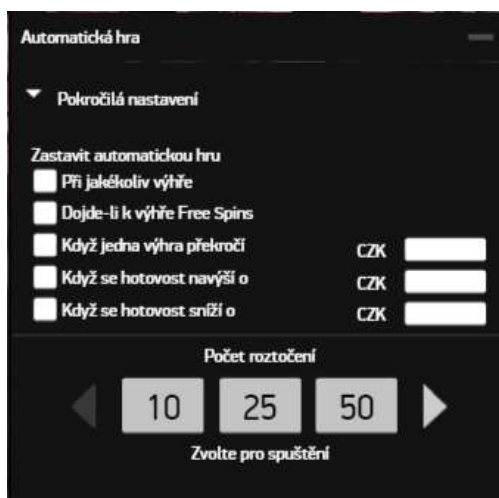 Automatická hra
Pokročilá nastavení
Zastavit automatickou hru
Při jakékoliv výhře
Dojde-li k výhře Free Spins
Když jedna výhra překročí CZK
Když se hotovost navýší o CZK
Když se hotovost sníží o CZK
Počet roztočení
10 25 50
Zvolte pro spuštění